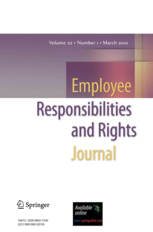 Volume 22 • Number 1 • March 2010
Employee
Responsibilities
and Rights
Journal
Springer
Available
online